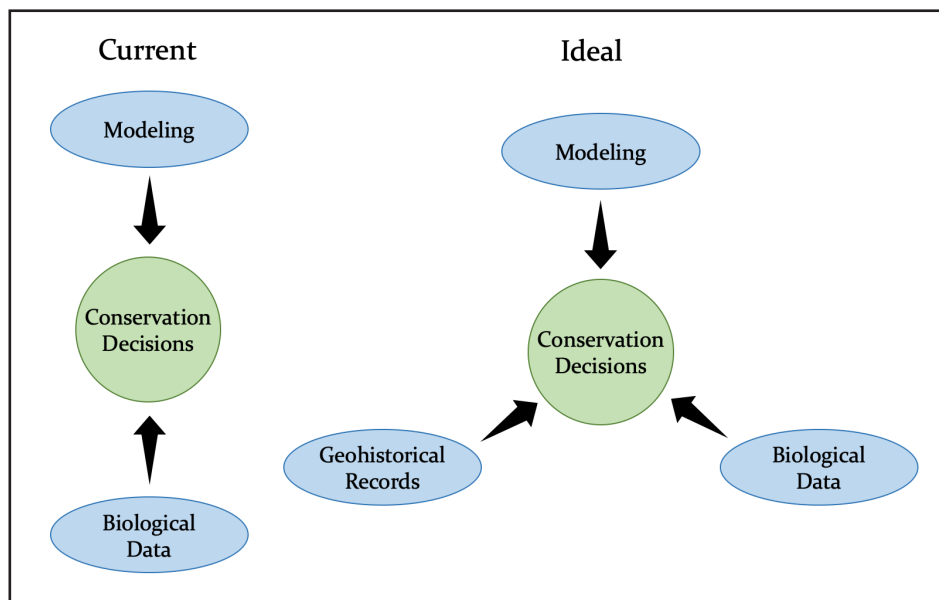 Current
Modeling
Conservation
Decisions
Biological
Data
Ideal
Modeling
Conservation
Decisions
Geohistorical
Records
Biological
Data